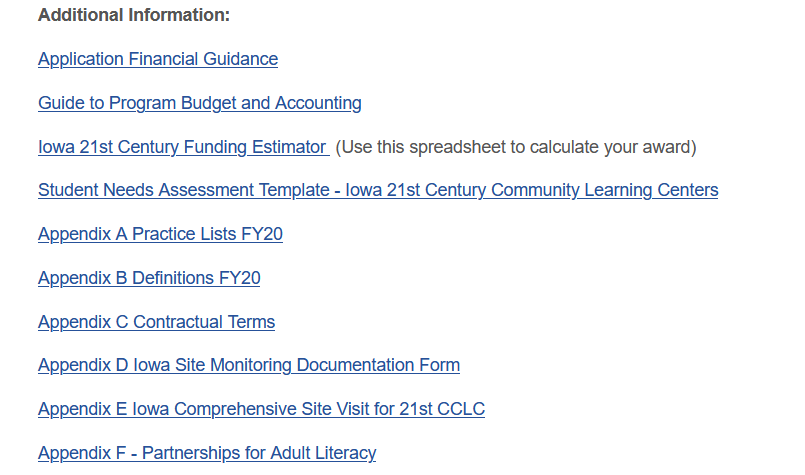 Additional Information:
Application Financial Guidance
Guide to Program Budget and Accounting
Iowa 21st Century Funding Estimator  (Use this spreadsheet to calculate your award)
Student Needs Assessment Template - Iowa 21st Century Community Learning Centers
Appendix A Practice Lists FY20
Appendix B Definitions FY20
Appendix C Contractual Terms
Appendix D Iowa Site Monitoring Documentation Form
Appendix E Iowa Comprehensive Site Visit for 21st CCLC
Appendix F - Partnerships for Adult Literacy